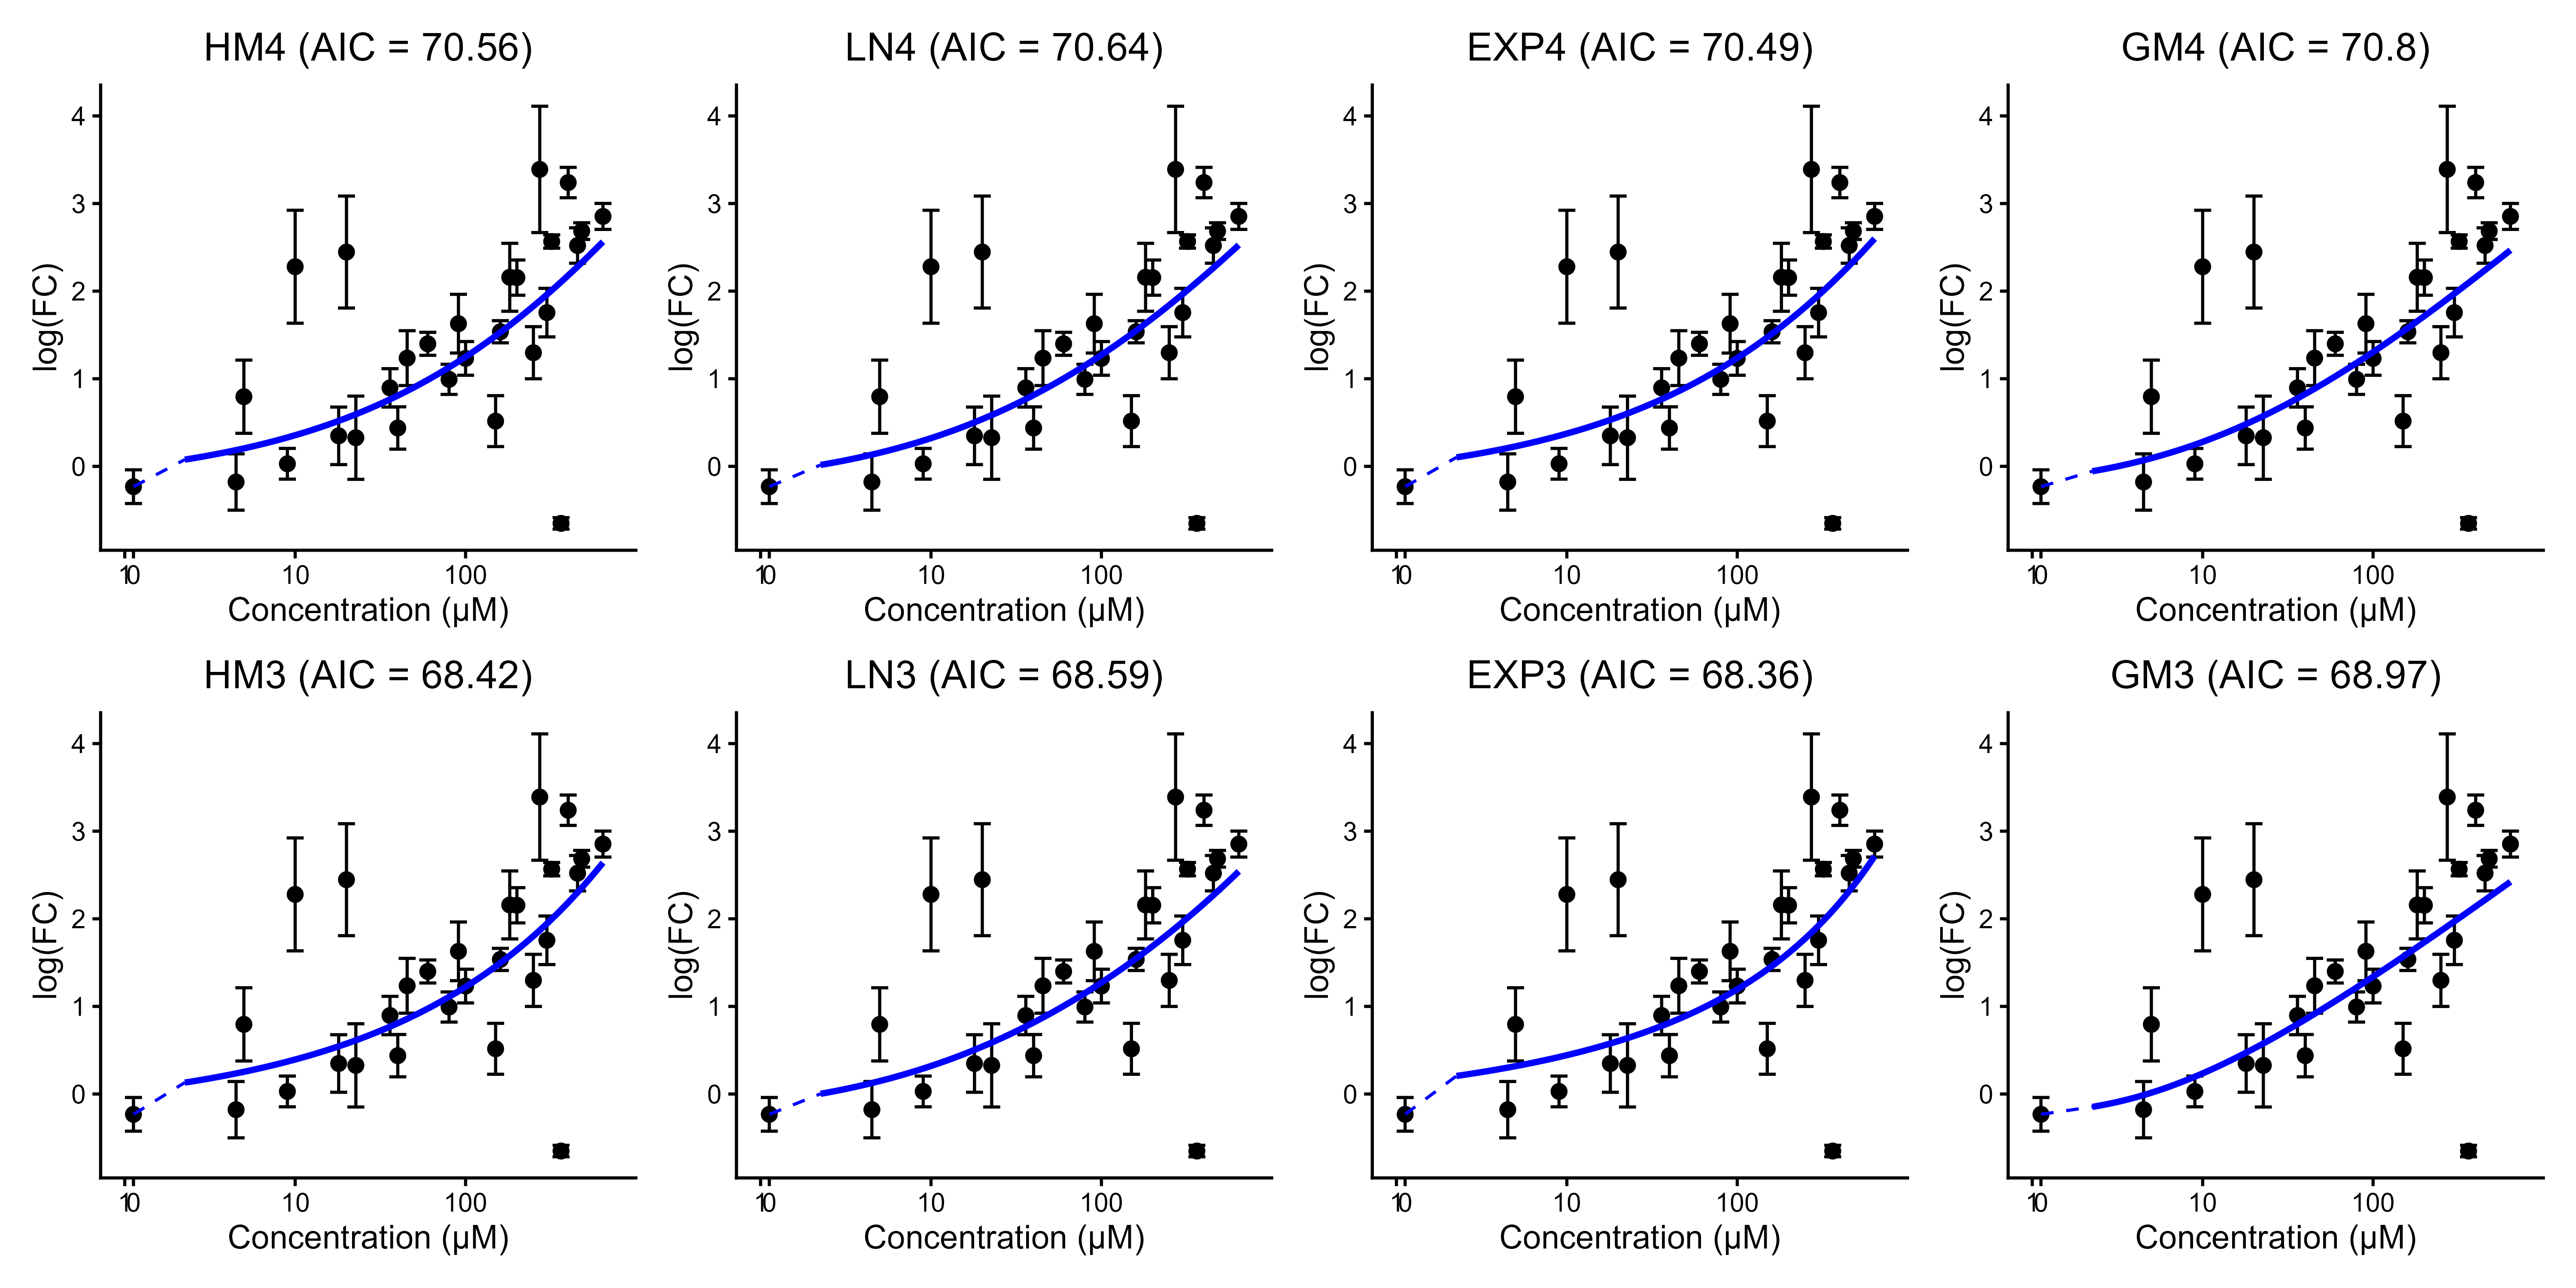 HM4 (AIC = 70.56)
LN4 (AIC = 70.64)
EXP4 (AIC = 70.49)
GM4 (AIC = 70.8)
log(FC)
4
3
2
1
0
10 10 100
Concentration (µM)
log(FC)
4
3
2
1
0
10 10 100
Concentration (µM)
log(FC)
4
3
2
1
0
10 10 100
Concentration (µM)
log(FC)
4
3
2
1
0
10 10 100
Concentration (µM)
HM3 (AIC = 68.42)
LN3 (AIC = 68.59)
EXP3 (AIC = 68.36)
GM3 (AIC = 68.97)
log(FC)
4
3
2
1
0
10 10 100
Concentration (µM)
log(FC)
4
3
2
1
0
10 10 100
Concentration (µM)
log(FC)
4
3
2
1
0
10 10 100
Concentration (µM)
log(FC)
4
3
2
1
0
10 10 100
Concentration (µM)